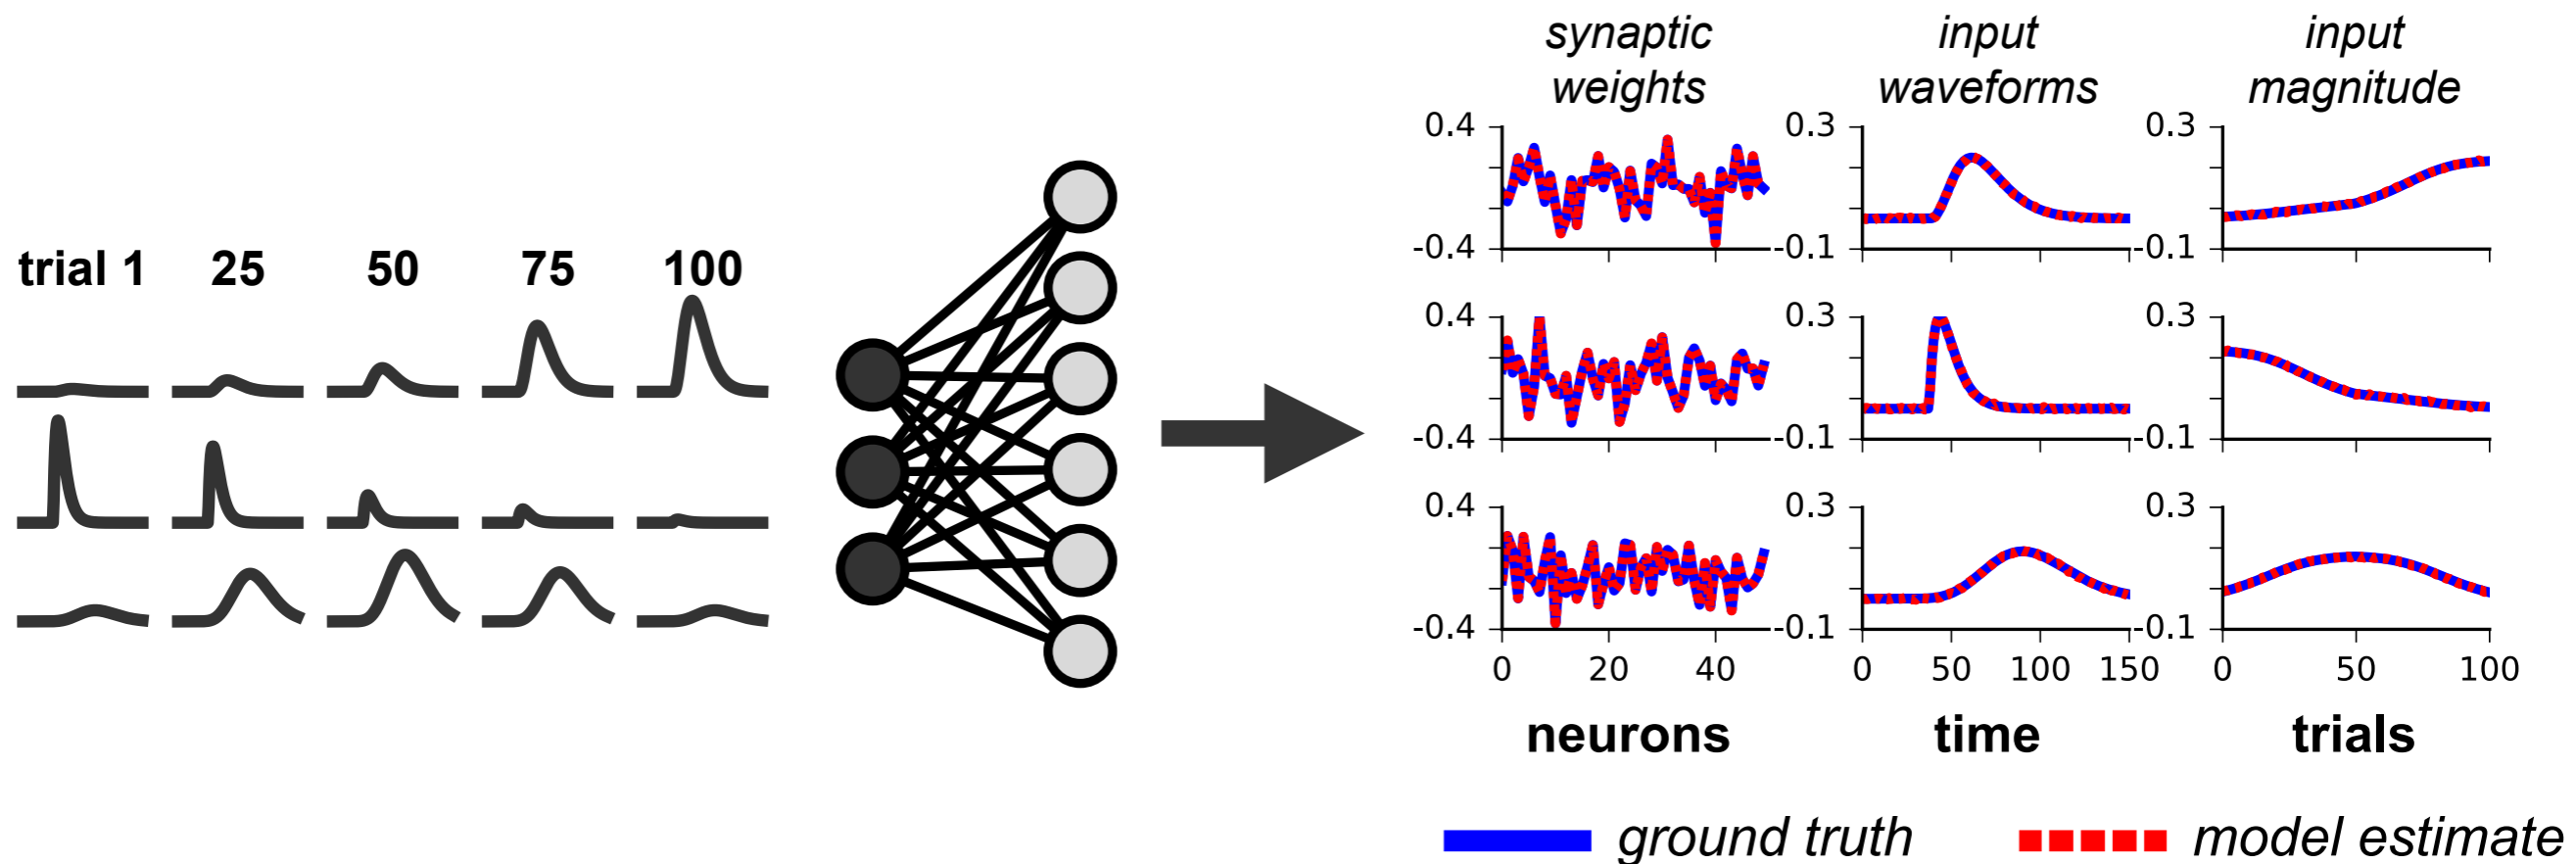 synaptic weights
input waveforms
input magnitude
trial 1 25 50 75 100
0.4
-0.4
0.3
-0.1
0.3
-0.1
0.4
-0.4
0.3
-0.1
0.3
-0.1
0.4
-0.4
0.3
-0.1
0.3
-0.1
0 20 40
0 50 100 150
0 50 100
neurons
time
trials
ground truth
model estimate